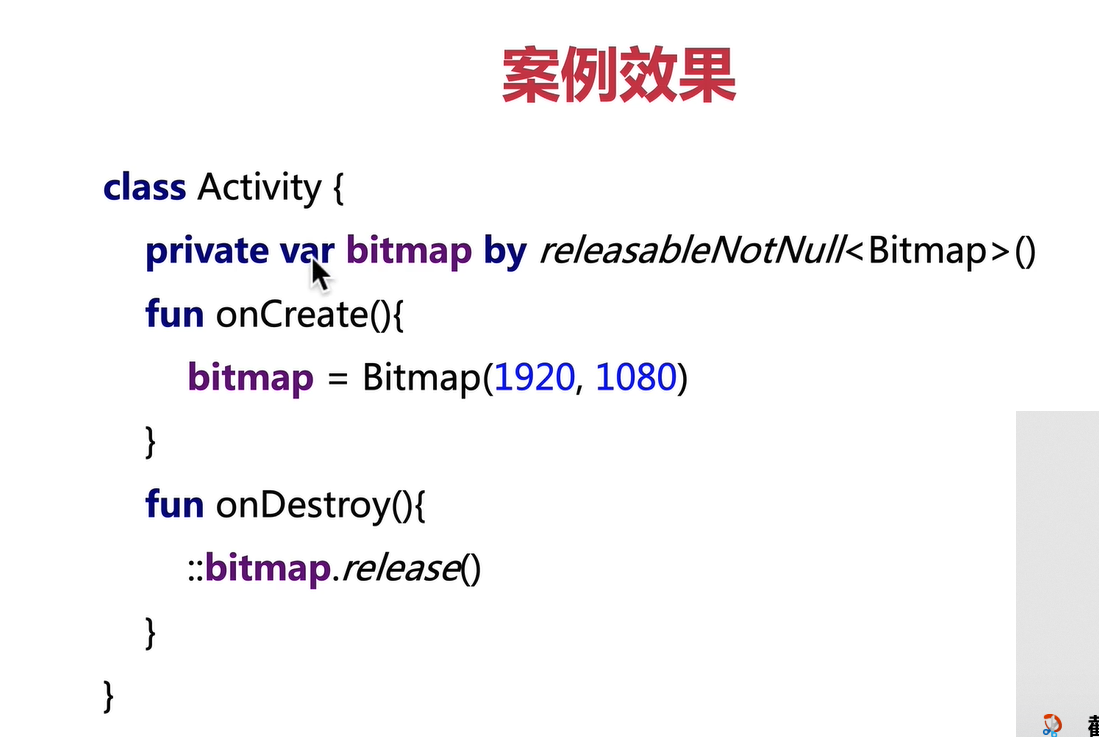 案例效果
class Activity {
private var bitmap by releasableNotNull<Bitmap>()
fun onCreate(){
bitmap = Bitmap(1920, 1080)
}
fun onDestroy(){
::bitmap.release()
}
}